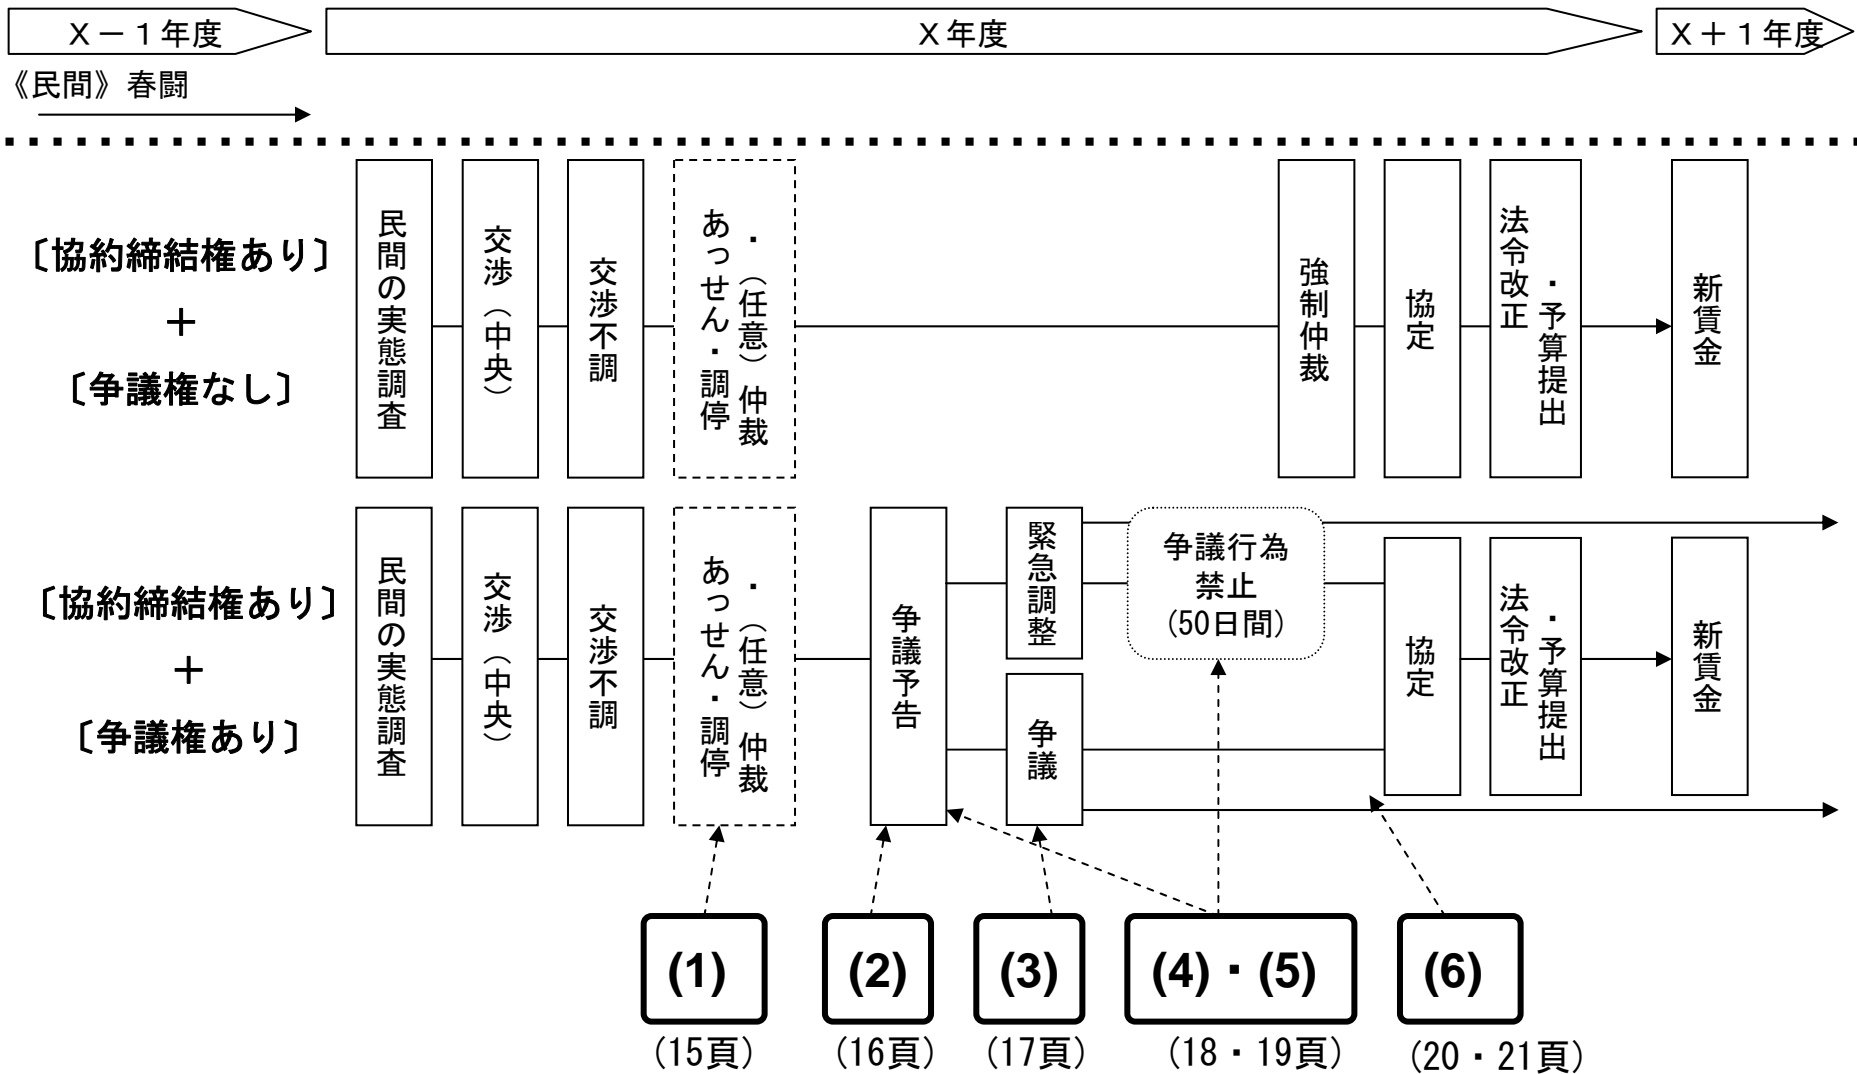 X－1年度
X年度
X＋1年度
《民間》春闘
〔協約締結権あり〕
＋
〔争議権なし〕
民間の実態調査
交渉（中央）
交渉不調
あっせん・調停
・（任意）仲裁
強制仲裁
協定
法令改正
・予算提出
新賃金
〔協約締結権あり〕
＋
〔争議権あり〕
民間の実態調査
交渉（中央）
交渉不調
あっせん・調停
・（任意）仲裁
争議予告
緊急調整
争議
争議行為
禁止
（50日間）
協定
法令改正
・予算提出
新賃金
(1)
(2)
(3)
(4)・(5)
(6)
（15頁）
（16頁）
（17頁）
（18・19頁）
（20・21頁）